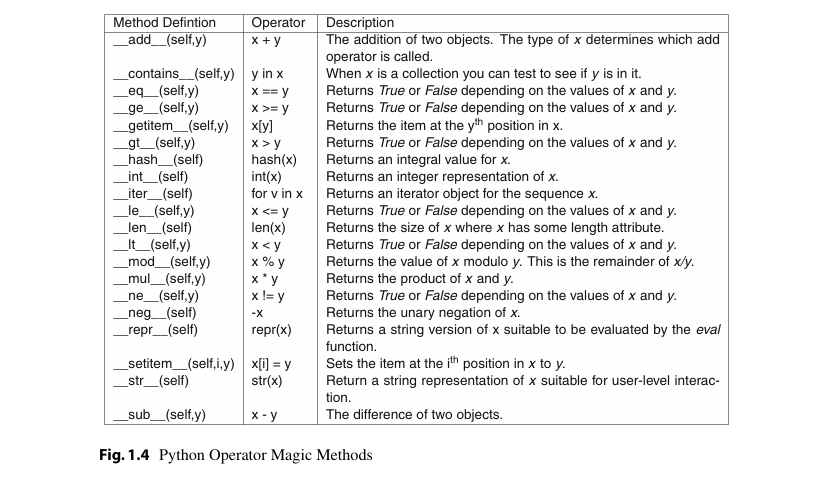 Method Defintion Operator Description
__add__(self,y) x + y The addition of two objects. The type of x determines which add
operator is called.
__contains__(self,y) y in x When x is a collection you can test to see if y is in it.
__eq__(self,y) x == y Returns True or False depending on the values of x and y.
__ge__(self,y) x >= y Returns True or False depending on the values of x and y.
__getitem__(self,y) x[y] Returns the item at the yth position in x.
__gt__(self,y) x > y Returns True or False depending on the values of x and y.
__hash__(self) hash(x) Returns an integral value for x.
__int__(self) int(x) Returns an integer representation of x.
__iter__(self) for v in x Returns an iterator object for the sequence x.
__le__(self,y) x <= y Returns True or False depending on the values of x and y.
__len__(self) len(x) Returns the size of x where x has some length attribute.
__lt__(self,y) x < y Returns True or False depending on the values of x and y.
__mod__(self,y) x % y Returns the value of x modulo y. This is the remainder of x/y.
__mul__(self,y) x * y Returns the product of x and y.
__ne__(self,y) x != y Returns True or False depending on the values of x and y.
__neg__(self) -x Returns the unary negation of x.
__repr__(self) repr(x) Returns a string version of x suitable to be evaluated by the eval
function.
__setitem__(self,i,y) x[i] = y Sets the item at the ith position in x to y.
__str__(self) str(x) Return a string representation of x suitable for user-level interac-
tion.
__sub__(self,y) x - y The difference of two objects.
Fig. 1.4 Python Operator Magic Methods